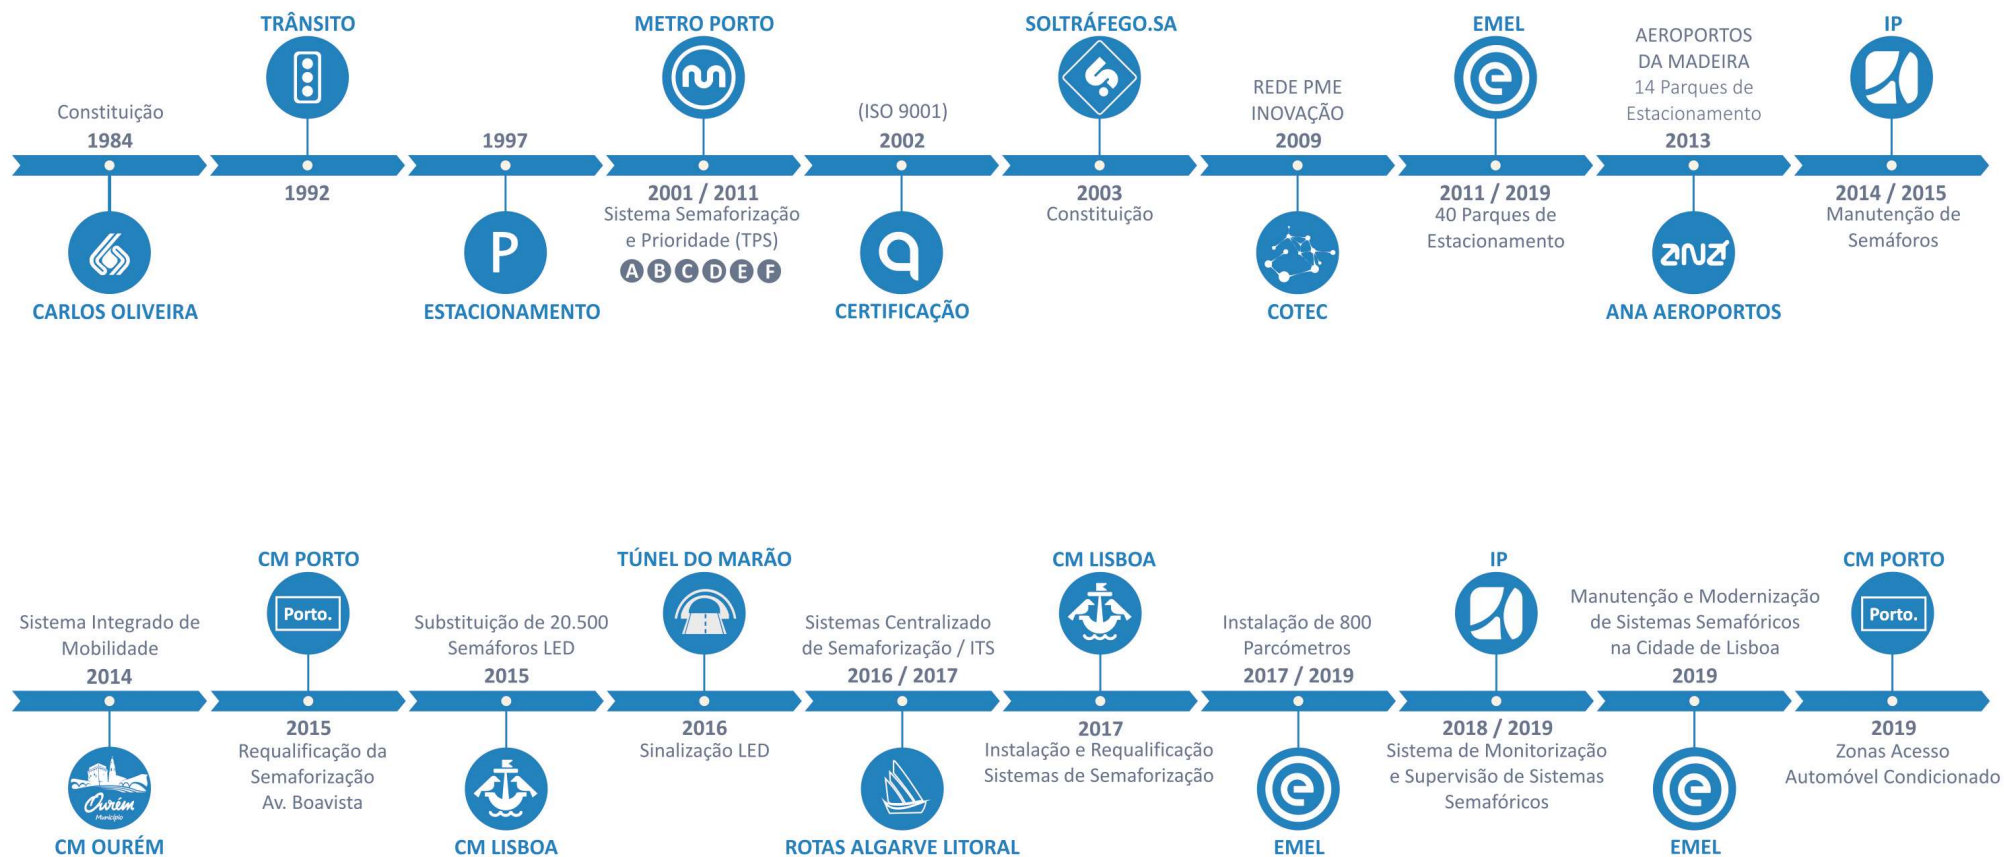 Constituição
1984
CARLOS OLIVEIRA
TRÂNSITO
1992
1997
P
ESTACIONAMENTO
METRO PORTO
2001 / 2011
Sistema Semaforização
e Prioridade (TPS)
A B C D E F
(ISO 9001)
2002
CERTIFICAÇÃO
SOLTRÁFEGO.SA
2003
Constituição
REDE PME
INOVAÇÃO
2009
COTEC
EMEL
e
2011 / 2019
40 Parques de
Estacionamento
AEROPORTOS
DA MADEIRA
14 Parques de
Estacionamento
2013
ana
ANA AEROPORTOS
IP
2014 / 2015
Manutenção de
Semáforos
Sistema Integrado de
Mobilidade
2014
Ourém
Município
CM OURÉM
CM PORTO
Porto.
2015
Requalificação da
Semaforização
Av. Boavista
Substituição de 20.500
Semáforos LED
2015
CM LISBOA
TÚNEL DO MARÃO
2016
Sinalização LED
Sistemas Centralizado
de Semaforização / ITS
2016 / 2017
ROTAS ALGARVE LITORAL
CM LISBOA
2017
Instalação e Requalificação
Sistemas de Semaforização
Instalação de 800
Parcómetros
2017 / 2019
e
EMEL
IP
2018 / 2019
Sistema de Monitorização
e Supervisão de Sistemas
Semafóricos
Manutenção e Modernização
de Sistemas Semafóricos
na Cidade de Lisboa
2019
e
EMEL
CM PORTO
Porto.
2019
Zonas Acesso
Automóvel Condicionado